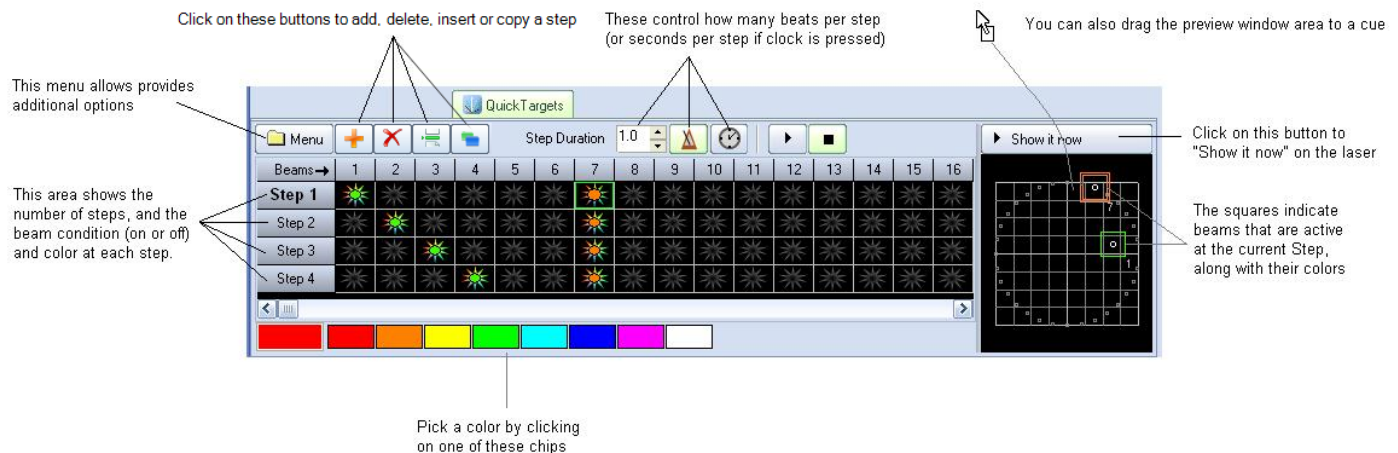 Click on these buttons to add, delete, insert or copy a step
These control how many beats per step
(or seconds per step if clock is pressed)
You can also drag the preview window area to a cue
This menu allows provides
additional options
QuickTargets
Menu
Step Duration
1.0
Show it now
Click on this button to
"Show it now" on the laser
Beams→ 1 2 3 4 5 6 7 8 9 10 11 12 13 14 15 16
Step 1
Step 2
Step 3
Step 4
This area shows the
number of steps, and the
beam condition (on or off)
and color at each step.
7
1
The squares indicate
beams that are active
at the current Step,
along with their colors
Pick a color by clicking
on one of these chips